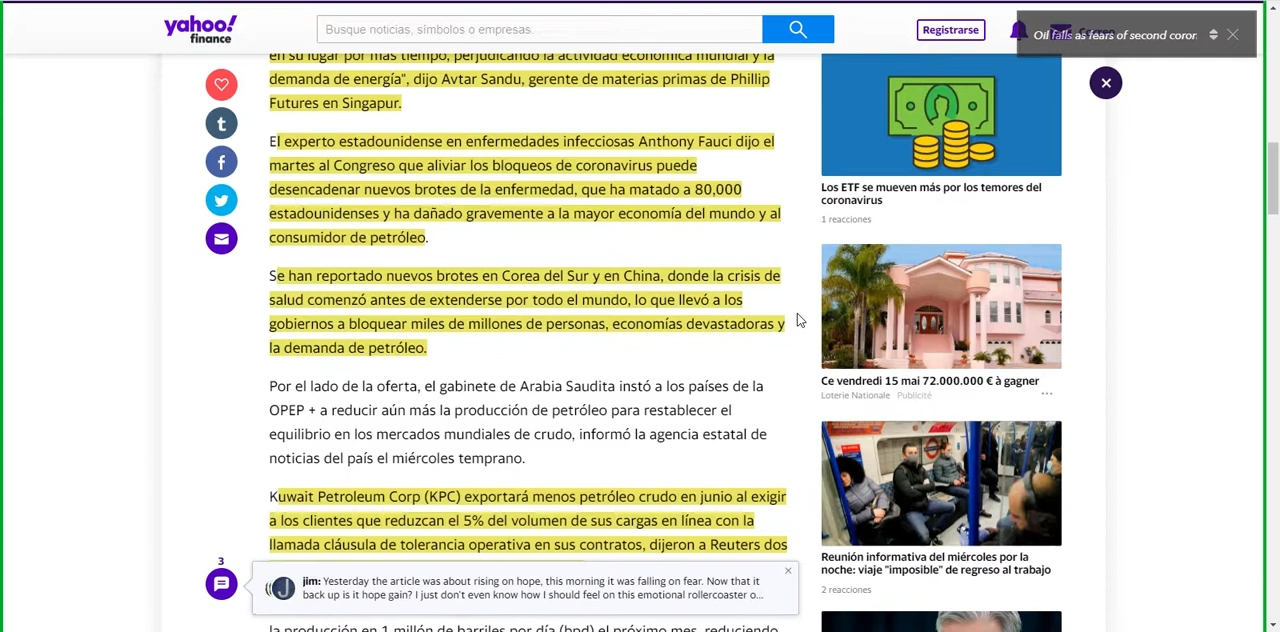 yahoo!
finance
Busque noticias, símbolos o empresas.
Registrarse
Oil falls as fears of second coror
en su lugar por más tiempo, perjudicando la actividad económica mundial y la
demanda de energía", dijo Avtar Sandu, gerente de materias primas de Phillip
Futures en Singapur.
El experto estadounidense en enfermedades infecciosas Anthony Fauci dijo el
martes al Congreso que aliviar los bloqueos de coronavirus puede
desencadenar nuevos brotes de la enfermedad, que ha matado a 80,000
estadounidenses y ha dañado gravemente a la mayor economía del mundo y al
consumidor de petróleo.
Se han reportado nuevos brotes en Corea del Sur y en China, donde la crisis de
salud comenzó antes de extenderse por todo el mundo, lo que llevó a los
gobiernos a bloquear miles de millones de personas, economías devastadoras y
la demanda de petróleo.
Por el lado de la oferta, el gabinete de Arabia Saudita instó a los países de la
OPEP + a reducir aún más la producción de petróleo para restablecer el
equilibrio en los mercados mundiales de crudo, informó la agencia estatal de
noticias del país el miércoles temprano.
Kuwait Petroleum Corp (KPC) exportará menos petróleo crudo en junio al exigir
a los clientes que reduzcan el 5% del volumen de sus cargas en línea con la
llamada cláusula de tolerancia operativa en sus contratos, dijeron a Reuters dos
la producción en 1 millón de barriles por día (bpd) el próximo mes, reduciendo
3
J
jim: Yesterday the article was about rising on hope, this morning it was falling on fear. Now that it
back up is it hope gain? I just don't even know how I should feel on this emotional rollercoaster o...
Los ETF se mueven más por los temores del
coronavirus
1 reacciones
Ce vendredi 15 mai 72.000.000 € à gagner
Loterie Nationale Publicité
Reunión informativa del miércoles por la
noche: viaje "imposible" de regreso al trabajo
2 reacciones